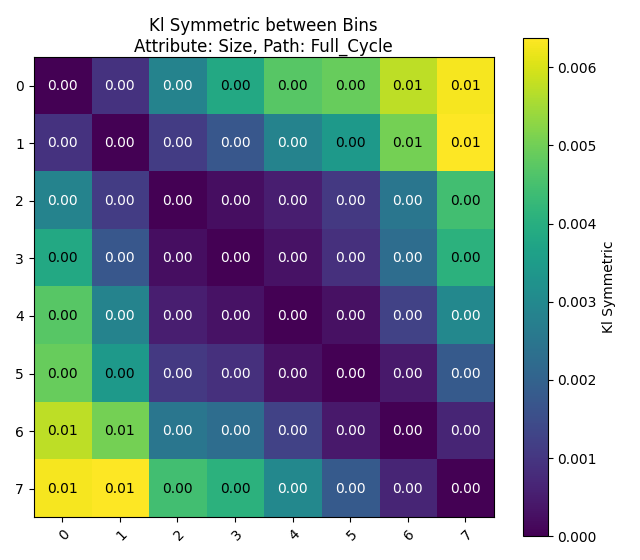 Kl Symmetric between Bins
Attribute: Size, Path: Full_Cycle
0 0.00 0.00 0.00 0.00 0.00 0.00 0.01 0.01
1 0.00 0.00 0.00 0.00 0.00 0.00 0.01 0.01
2 0.00 0.00 0.00 0.00 0.00 0.00 0.00 0.00
3 0.00 0.00 0.00 0.00 0.00 0.00 0.00 0.00
4 0.00 0.00 0.00 0.00 0.00 0.00 0.00 0.00
5 0.00 0.00 0.00 0.00 0.00 0.00 0.00 0.00
6 0.01 0.01 0.00 0.00 0.00 0.00 0.00 0.00
7 0.01 0.01 0.00 0.00 0.00 0.00 0.00 0.00
0 1 2 3 4 5 6 7
0.006
0.005
0.004
0.003
0.002
0.001
0.000
Kl Symmetric